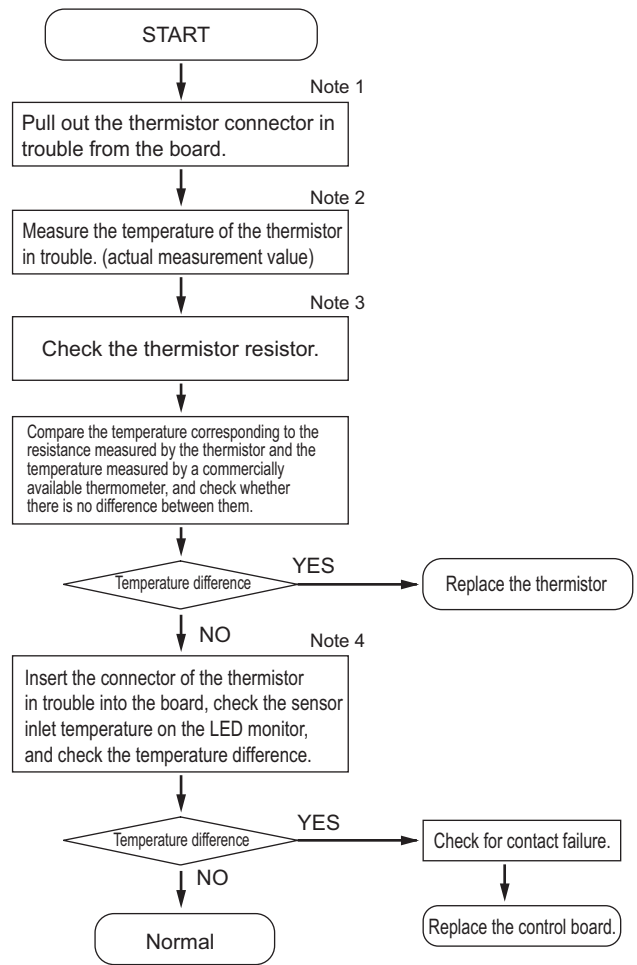 START
Note 1
Pull out the thermistor connector in
trouble from the board.
Note 2
Measure the temperature of the thermistor
in trouble. (actual measurement value)
Note 3
Check the thermistor resistor.
Compare the temperature corresponding to the
resistance measured by the thermistor and the
temperature measured by a commercially
available thermometer, and check whether
there is no difference between them.
Temperature difference
YES
Replace the thermistor
NO
Note 4
Insert the connector of the thermistor
in trouble into the board, check the sensor
inlet temperature on the LED monitor,
and check the temperature difference.
Temperature difference
YES
Check for contact failure.
NO
Replace the control board.
Normal